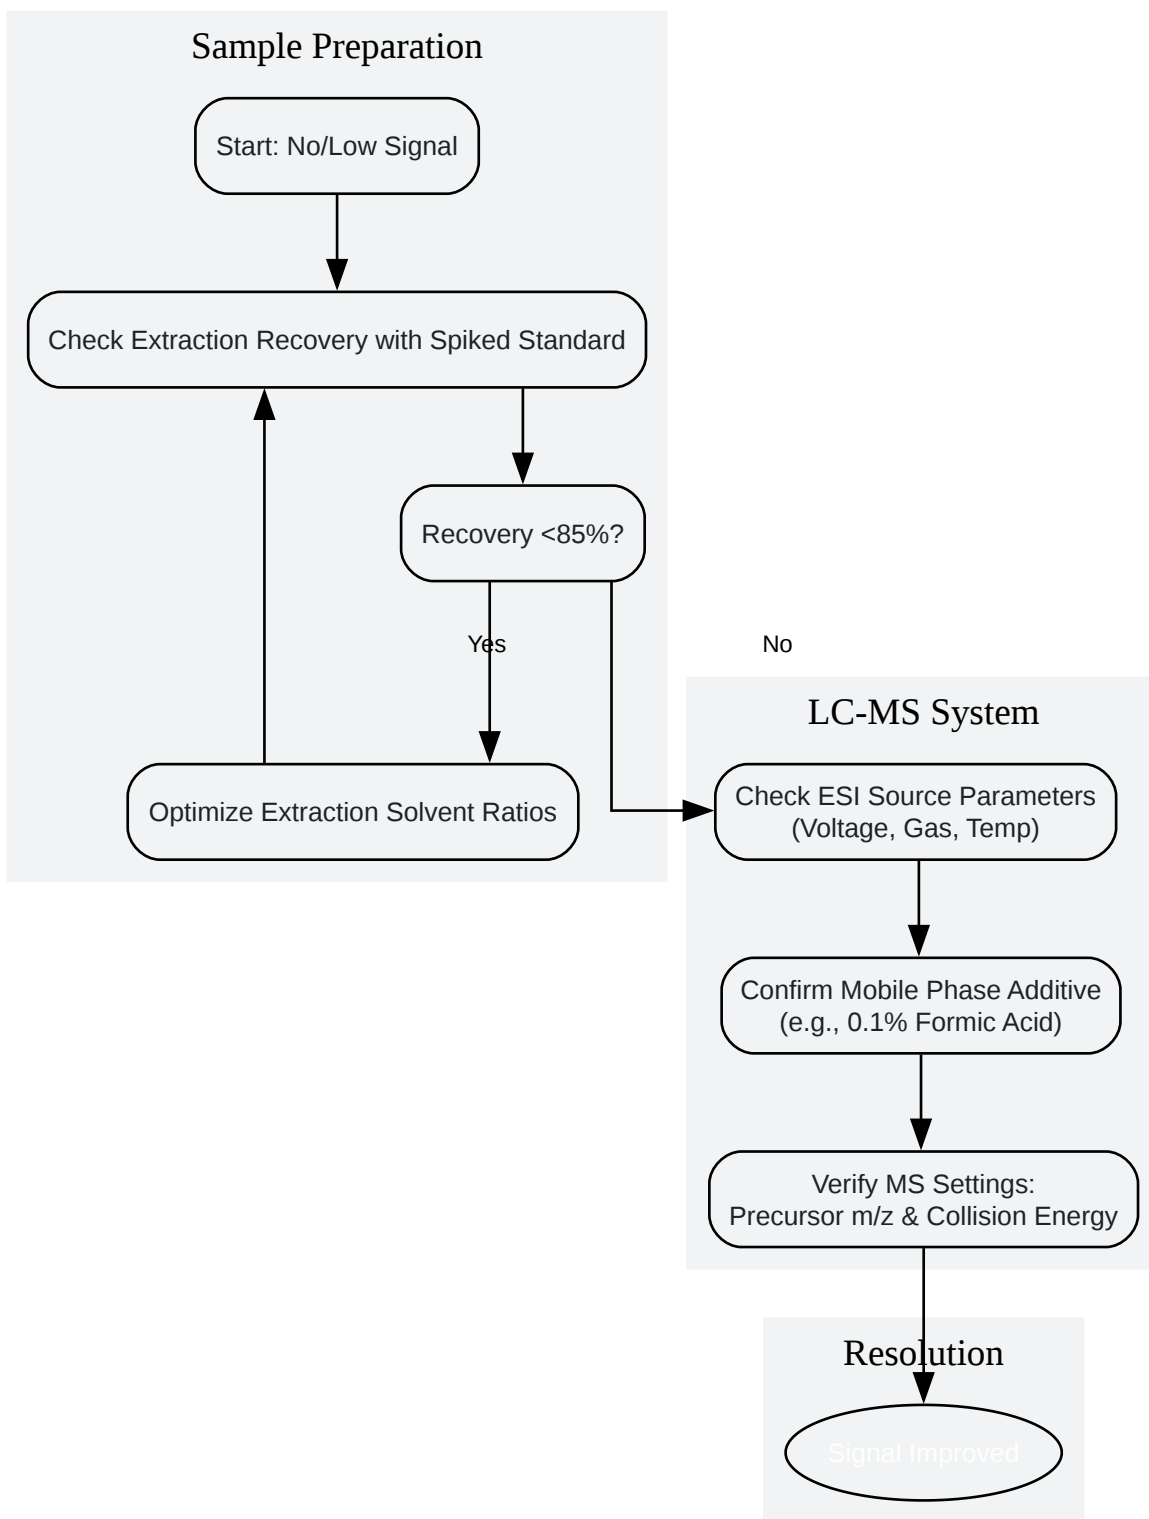 Sample Preparation
Start: No/Low Signal
Check Extraction Recovery with Spiked Standard
Recovery <85%?
Yes
No
Optimize Extraction Solvent Ratios
LC-MS System
Check ESI Source Parameters
(Voltage, Gas, Temp)
Confirm Mobile Phase Additive
(e.g., 0.1% Formic Acid)
Verify MS Settings:
Precursor m/z & Collision Energy
Resolution
Signal Improved